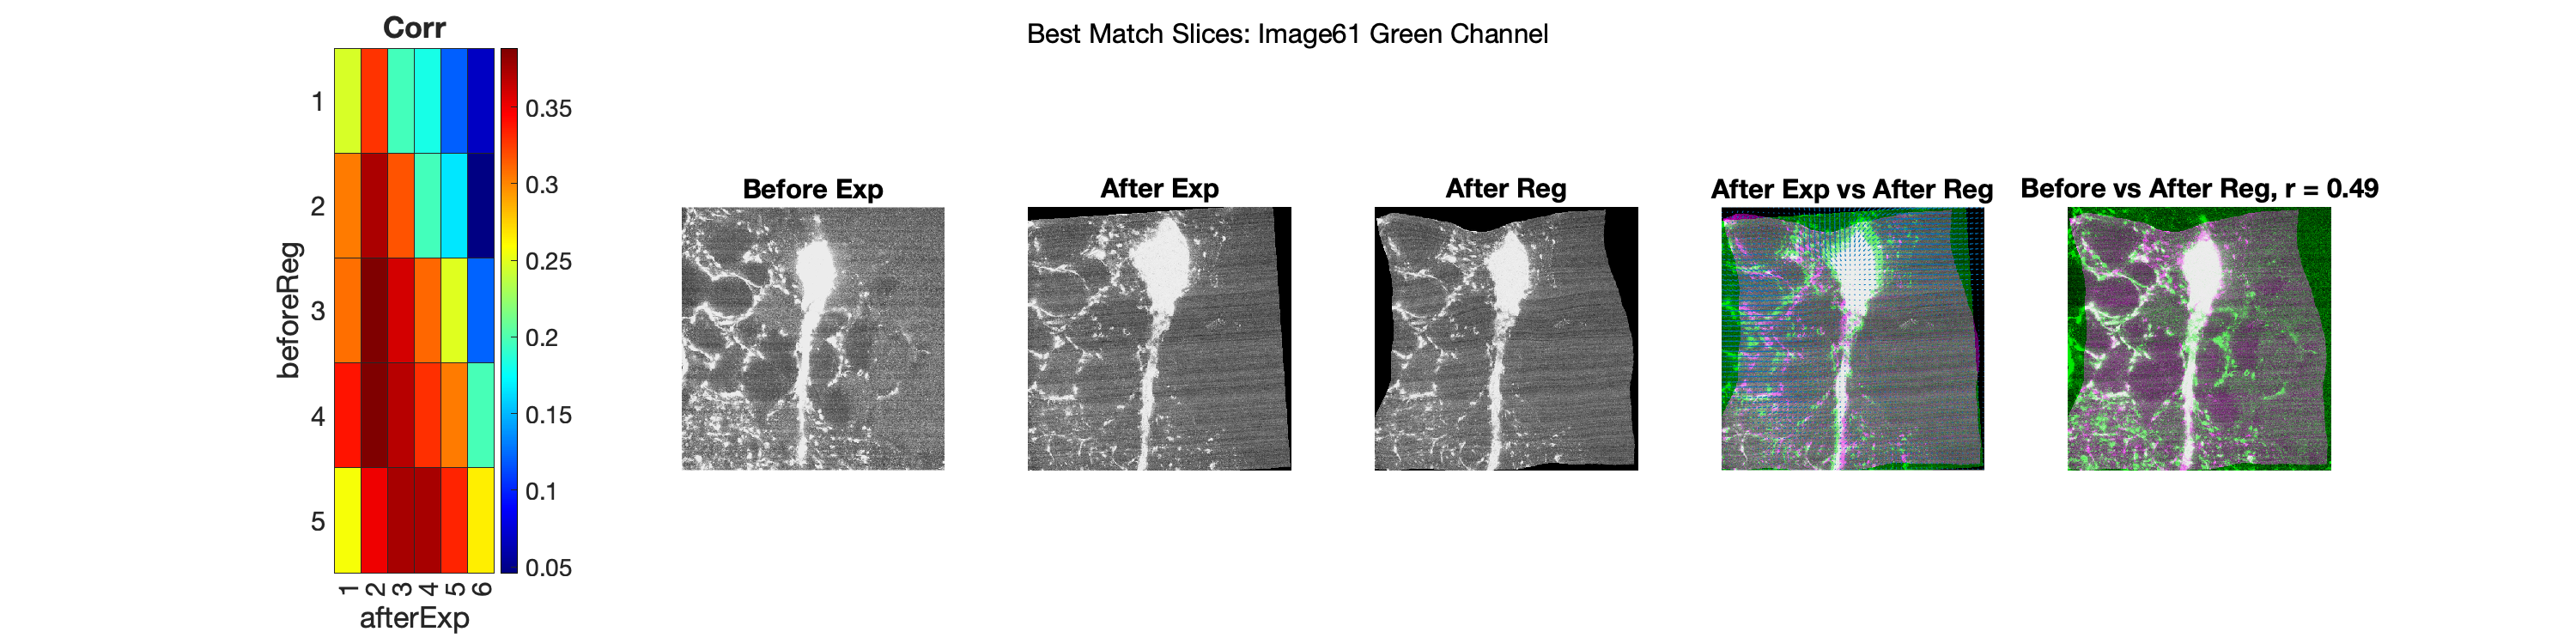 Best Match Slices: Image61 Green Channel
Corr
1
2
3
4
5
beforeReg
1 2 3 4 5 6
afterExp
0.35
0.3
0.25
0.2
0.15
0.1
0.05
Before Exp
After Exp
After Reg
After Exp vs After Reg
Before vs After Reg, r = 0.49